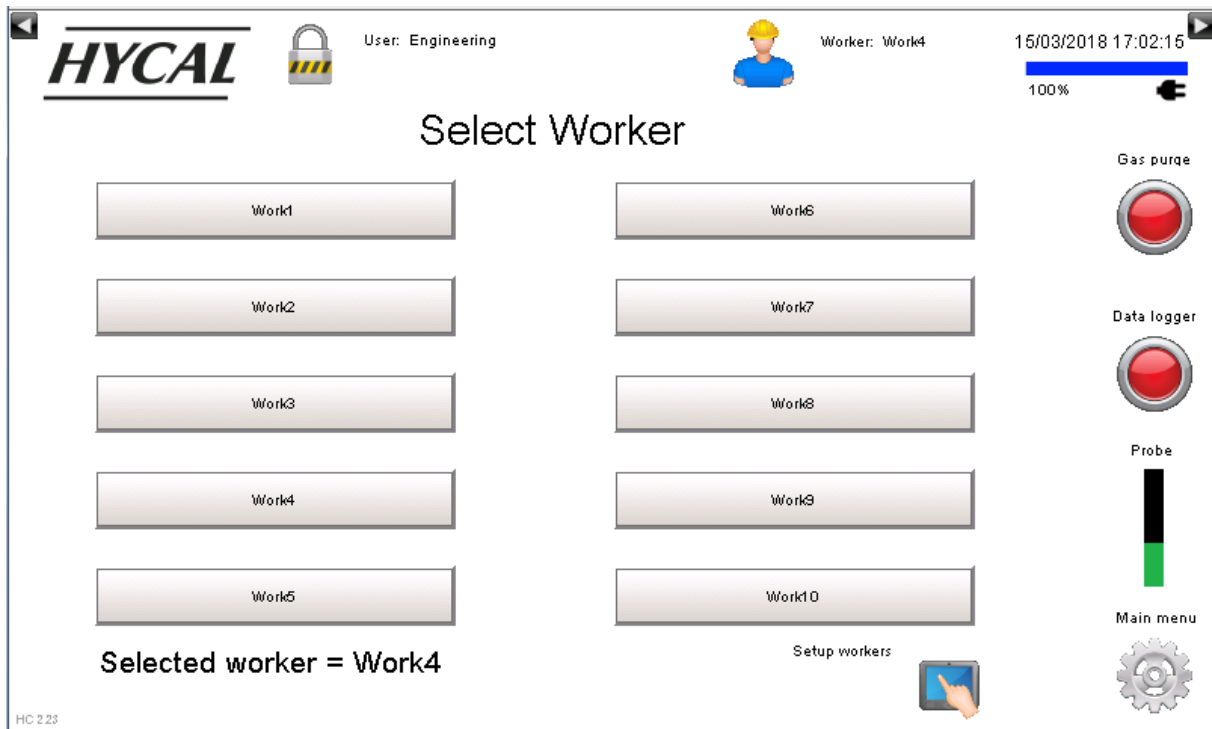 HYCAL
User: Engineering
Worker: Work4
15/03/2018 17:02:15
100%
Select Worker
Gas purge
Work1
Work6
Work2
Work7
Data logger
Work3
Work8
Probe
Work4
Work9
Work5
Work10
Main menu
Selected worker = Work4
Setup workers
HC 2.23